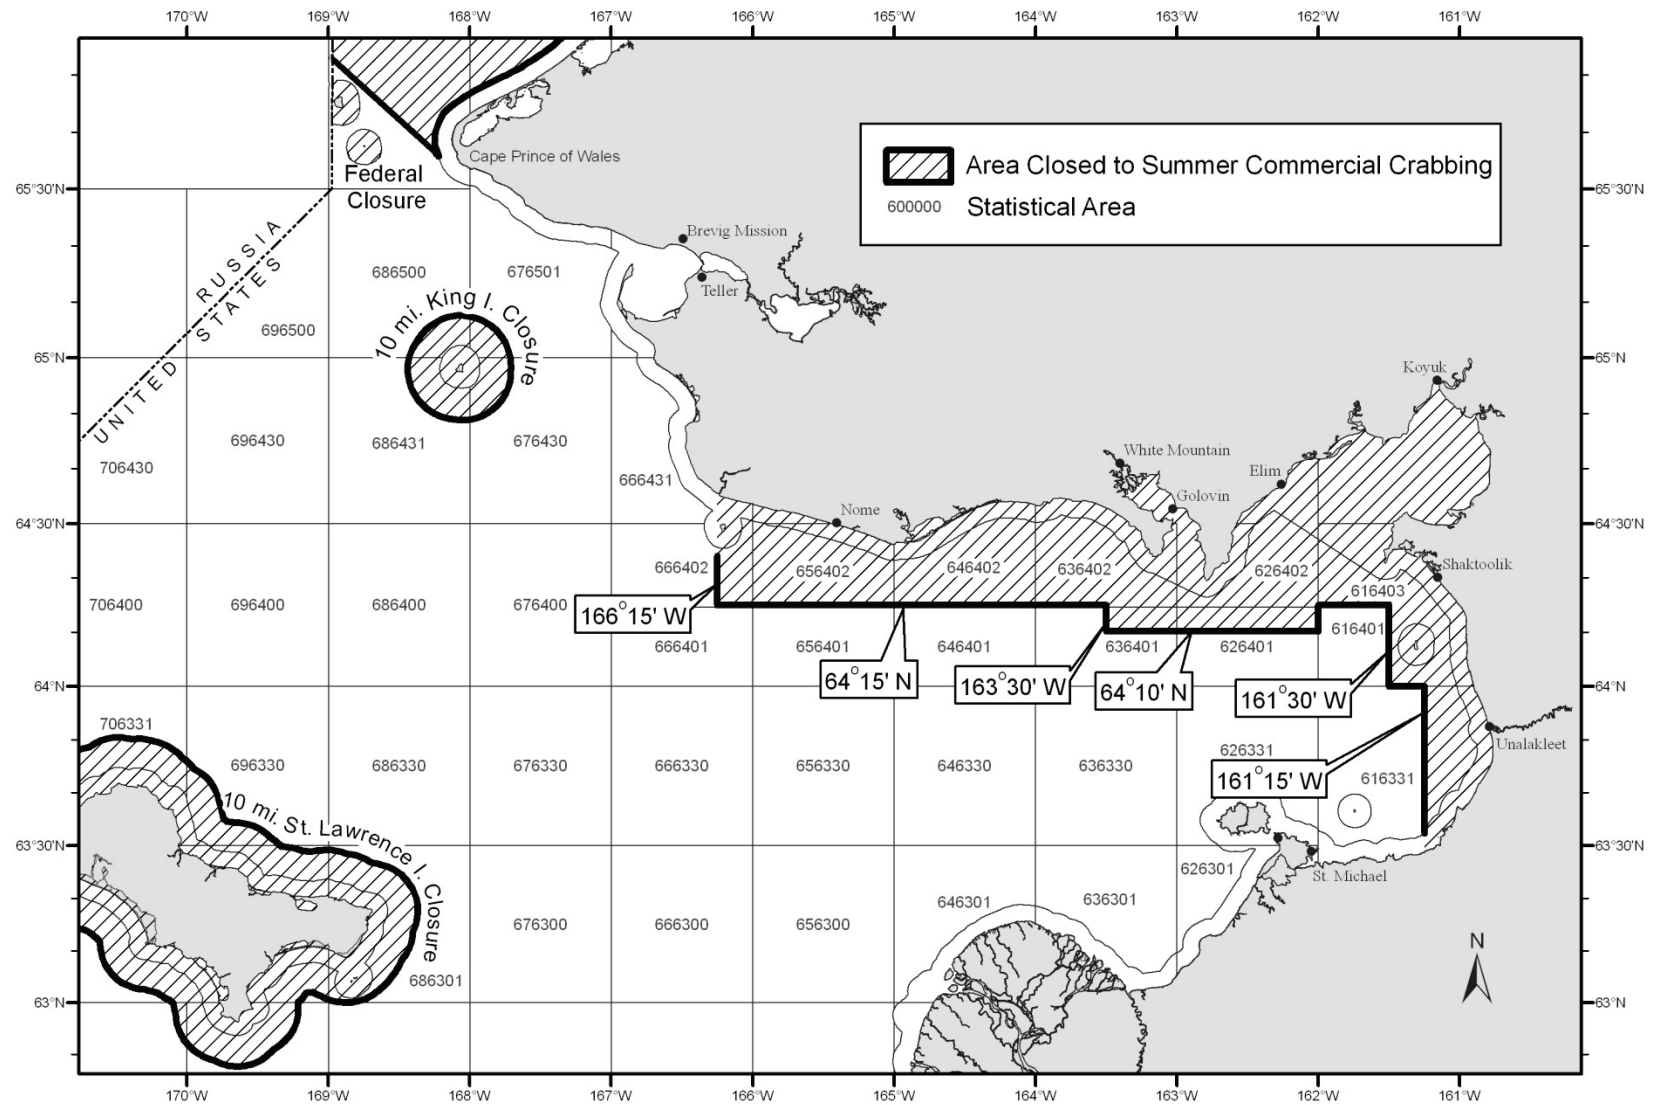 170°W 169°W 168°W 167°W 166°W 165°W 164°W 163°W 162°W 161°W
Cape Prince of Wales
Federal
Closure
Area Closed to Summer Commercial Crabbing
600000 Statistical Area
65°30'N 65°30'N
RUSSIA
UNITED STATES
Brevig Mission
Teller
686500 676501
10 mi. King I. Closure
696500
65°N 65°N
Koyuk
696430 686431 676430
706430
666431
White Mountain
Elim
Golovin
Nome
64°30'N 64°30'N
Shaktoolik
666402 656402 646402 636402 626402
616403
706400 696400 686400 676400
166°15' W
616401
666401 656401 646401 636401 626401
64°15' N 163°30' W 64°10' N 161°30' W
64°N 64°N
706331
Unalakleet
626331
696330 686330 676330 666330 656330 646330 636330
161°15' W 616331
10 mi. St. Lawrence I. Closure
63°30'N 63°30'N
626301
St. Michael
646301 636301
676300 666300 656300
N
686301
63°N 63°N
170°W 169°W 168°W 167°W 166°W 165°W 164°W 163°W 162°W 161°W